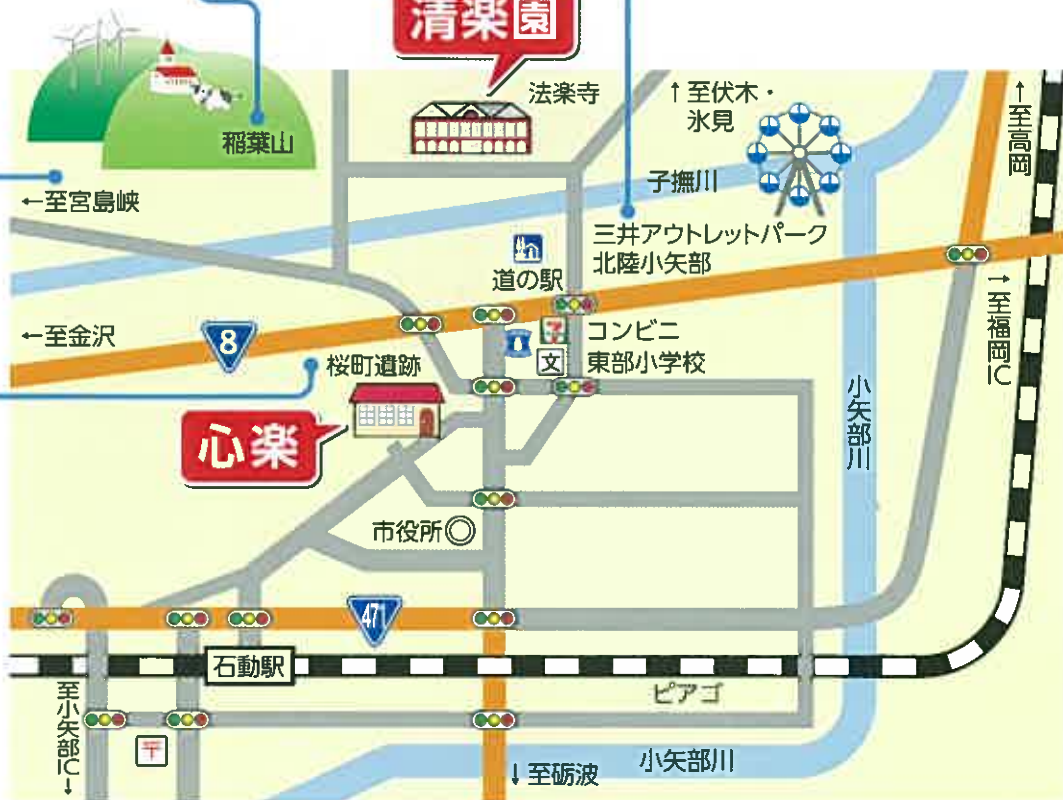 清楽園
法楽寺
↑至伏木・
氷見
↑至高岡
稲葉山
←至宮島峡
子撫川
三井アウトレットパーク
北陸小矢部
道の駅
←至金沢
8
コンビニ
7
文
東部小学校
桜町遺跡
→至福岡IC
心楽
小矢部川
市役所
471
石動駅
ピアゴ
至小矢部IC↓
〒
小矢部川
↓至砺波